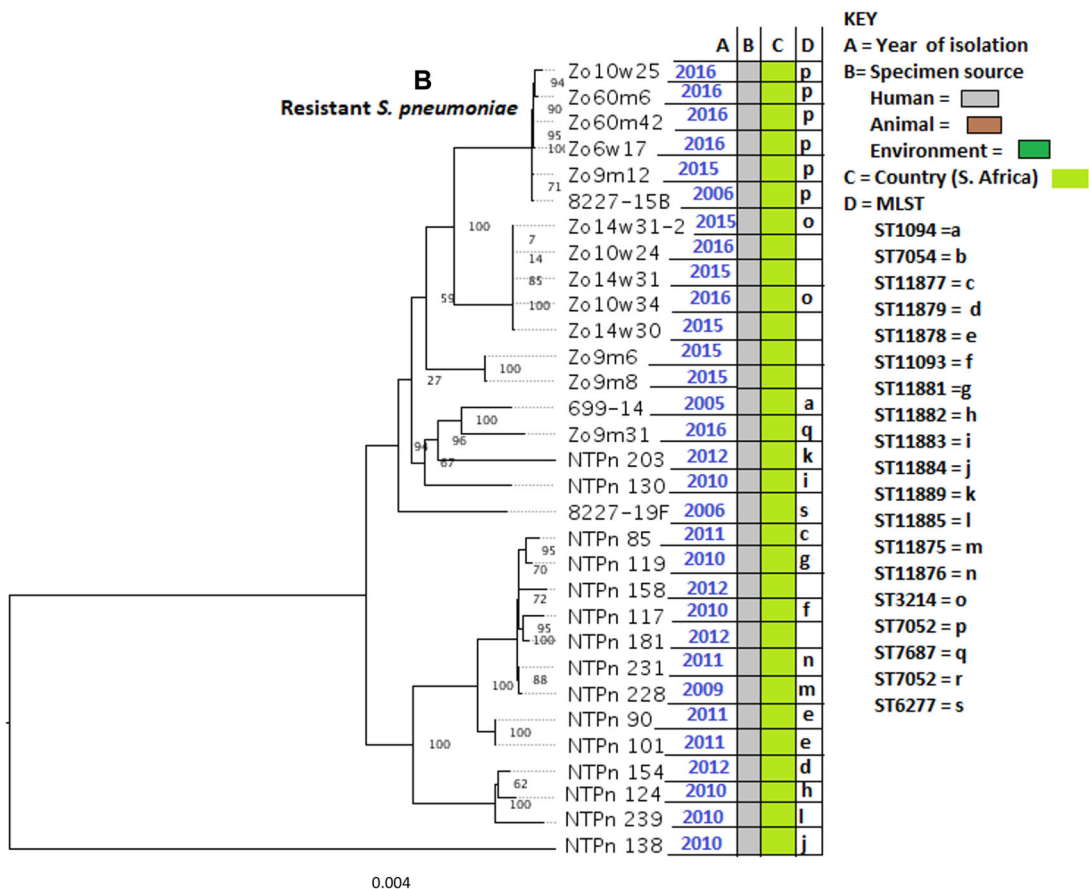 B
Resistant S. pneumoniae
A B C D
94
Zo10w25 2016 p
Zo60m6 2016 p
90
Zo60m42 2016 p
95
100 Zo6w17 2016 p
Zo9m12 2015 p
71
8227-15B 2006 p
100
Zo14w31-2 2015 o
7
Zo10w24 2016
14
Zo14w31 2015
85
59
100 Zo10w34 2016 o
Zo14w30 2015
Zo9m6 2015
100
27
Zo9m8 2015
699-14 2005 a
100
Zo9m31 2016 q
96
94
67
NTPn 203 2012 k
NTPn 130 2010 i
8227-19F 2006 s
NTPn 85 2011 c
95
NTPn 119 2010 g
70
NTPn 158 2012
72
NTPn 117 2010 f
95
100 NTPn 181 2012
NTPn 231 2011 n
88
100
NTPn 228 2009 m
NTPn 90 2011 e
100
100
NTPn 101 2011 e
NTPn 154 2012 d
62
NTPn 124 2010 h
100
NTPn 239 2010 l
NTPn 138 2010 j
0.004
KEY
A = Year of isolation
B= Specimen source
Human =
Animal =
Environment =
C = Country (S. Africa)
D = MLST
ST1094 =a
ST7054 = b
ST11877 = c
ST11879 = d
ST11878 = e
ST11093 = f
ST11881 =g
ST11882 = h
ST11883 = i
ST11884 = j
ST11889 = k
ST11885 = l
ST11875 = m
ST11876 = n
ST3214 = o
ST7052 = p
ST7687 = q
ST7052 = r
ST6277 = s